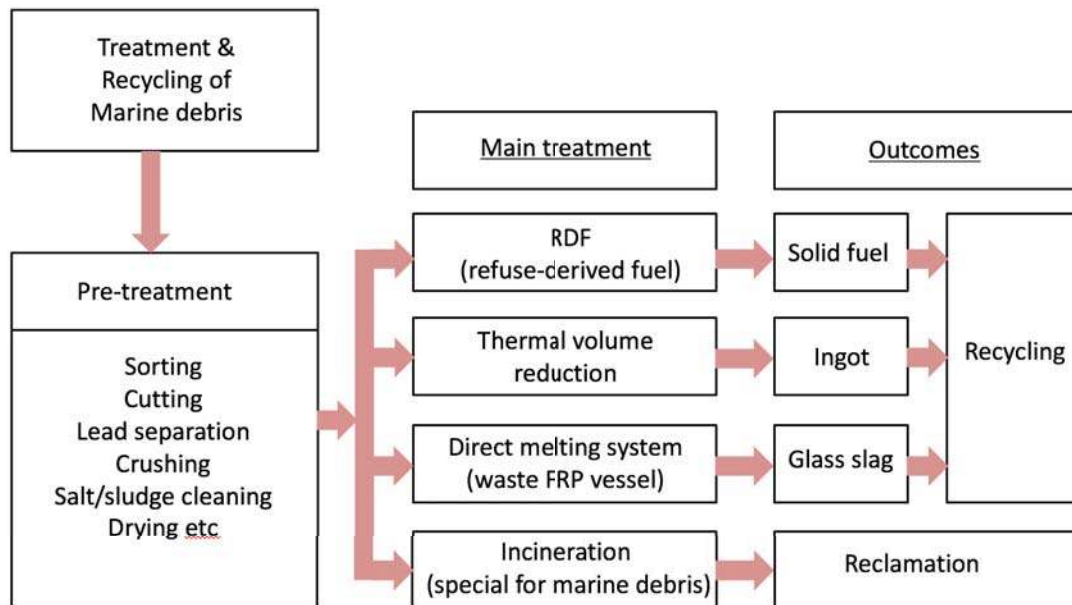 Treatment &
Recycling of
Marine debris
Main treatment
Outcomes
Pre-treatment
Sorting
Cutting
Lead separation
Crushing
Salt/sludge cleaning
Drying etc
RDF
(refuse-derived fuel)
Solid fuel
Thermal volume
reduction
Ingot
Recycling
Direct melting system
(waste FRP vessel)
Glass slag
Incineration
(special for marine debris)
Reclamation